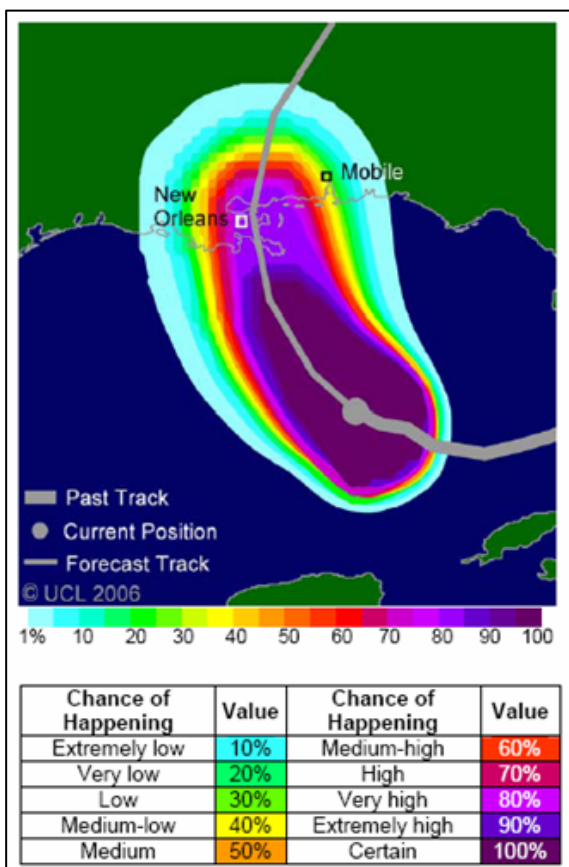 Mobile
New
Orleans
Past Track
Current Position
Forecast Track
© UCL 2006
1% 10 20 30 40 50 60 70 80 90 100
Chance of Happening Value Chance of Happening Value
Extremely low 10% Medium-high 60%
Very low 20% High 70%
Low 30% Very high 80%
Medium-low 40% Extremely high 90%
Medium 50% Certain 100%